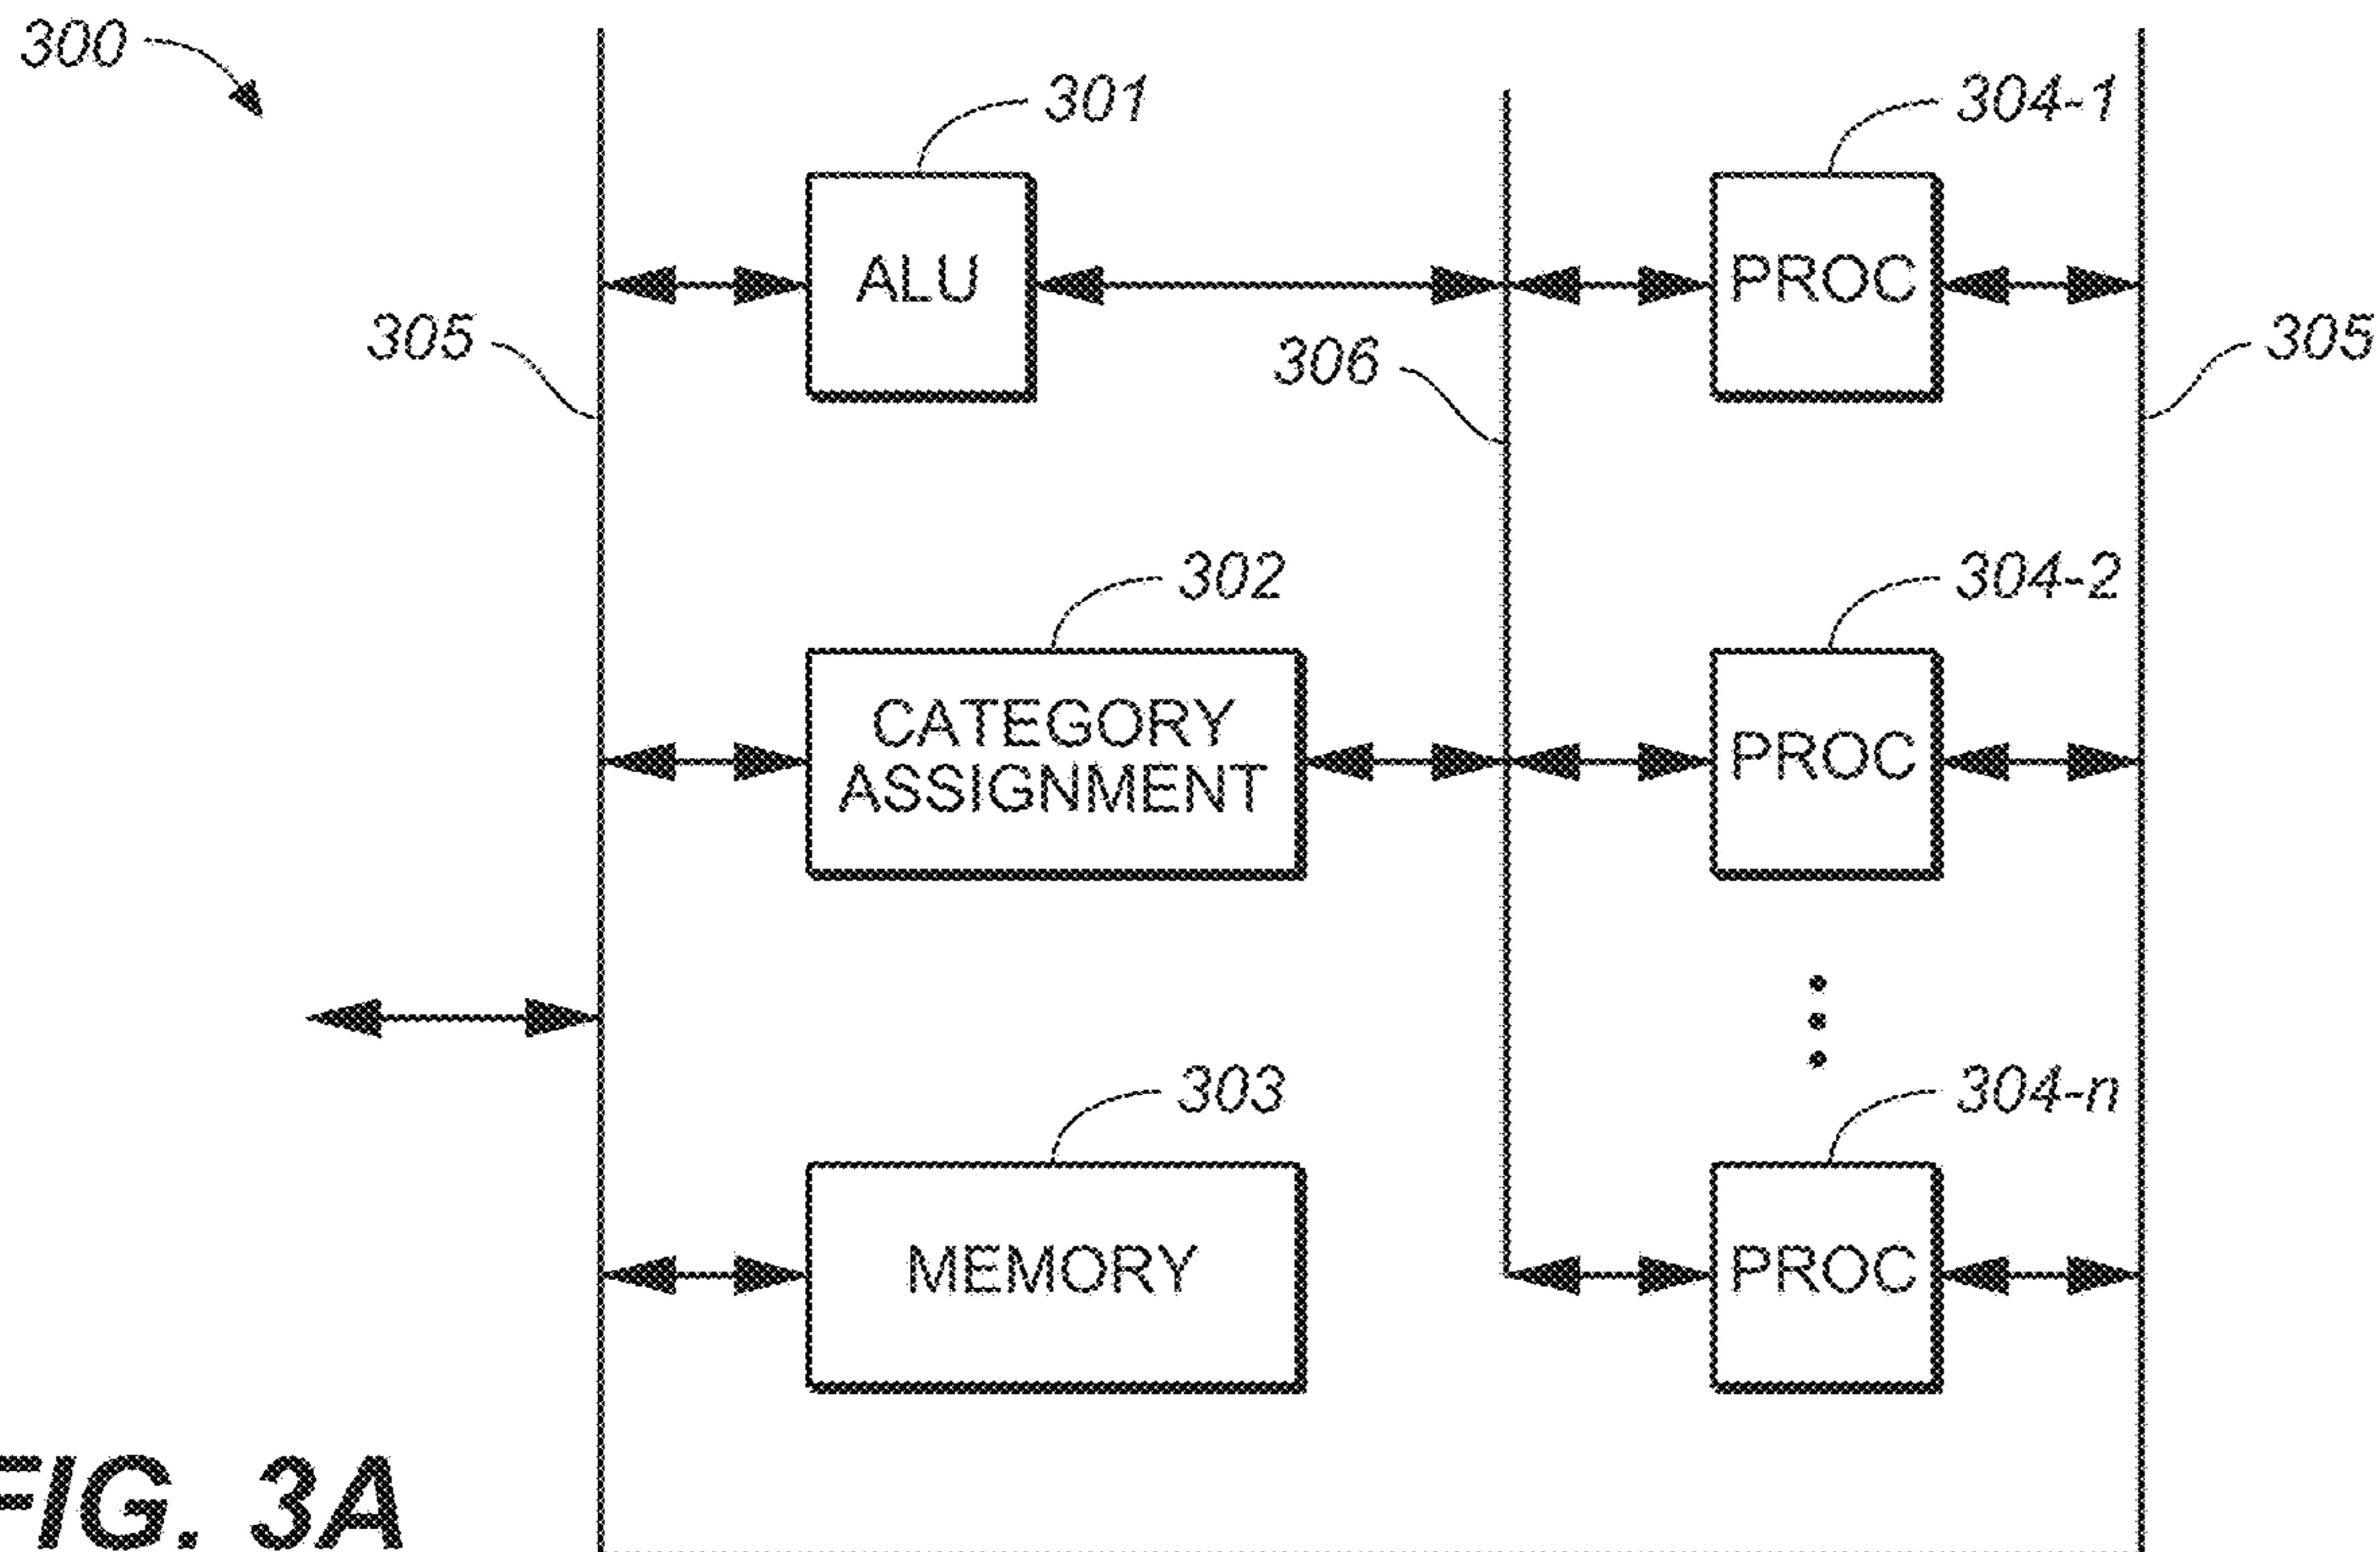 300
301
304-1
ALU
PROC
305
306
305
302
304-2
CATEGORY
ASSIGNMENT
PROC
303
304-n
MEMORY
PROC
FIG. 3A